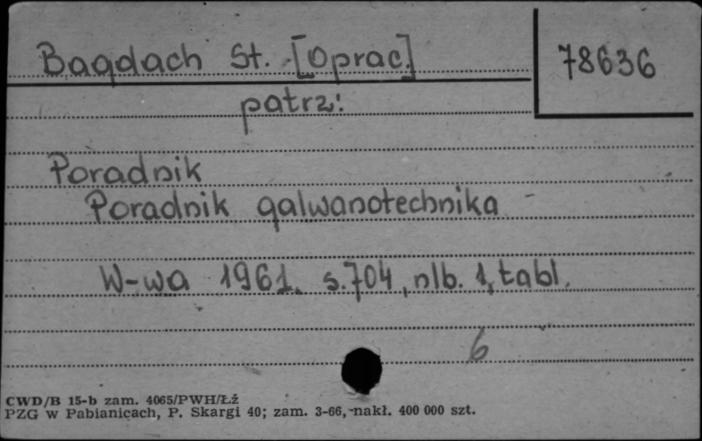 Bagdach St. [Oprac.]
78636
patrz:
Poradnik
Poradnik galwanotechnika
W-wa 1961. s.704, nlb. 1, tabl.
6
CWD/B 15-b zam. 4065/PWH/Łź
PZG w Pabianicach, P. Skargi 40; zam. 3-66, nakł. 400 000 szt.